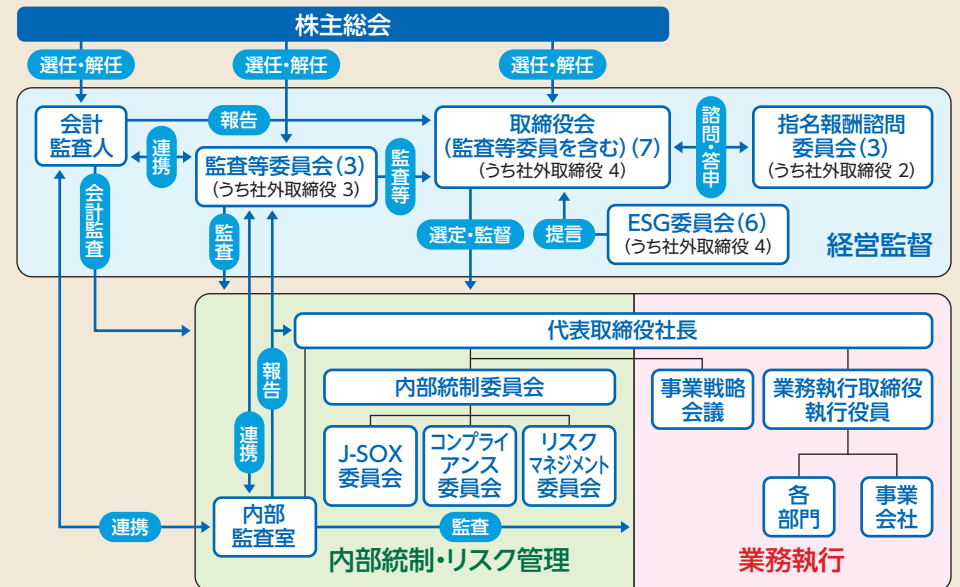 株主総会
選任・解任
選任・解任
選任・解任
会計
監査人
報告
連携
監査等委員会(3)
(うち社外取締役 3)
監査等
取締役会
(監査等委員を含む)(7)
(うち社外取締役 4)
諮問・答申
指名報酬諮問
委員会(3)
(うち社外取締役 2)
会計監査
監査
選定・監督
提言
ESG委員会(6)
(うち社外取締役 4)
経営監督
代表取締役社長
報告
連携
内部統制委員会
事業戦略
会議
業務執行取締役
執行役員
J-SOX
委員会
コンプライ
アンス
委員会
リスク
マネジメント
委員会
各
部門
事業
会社
連携
内部
監査室
監査
内部統制・リスク管理
業務執行